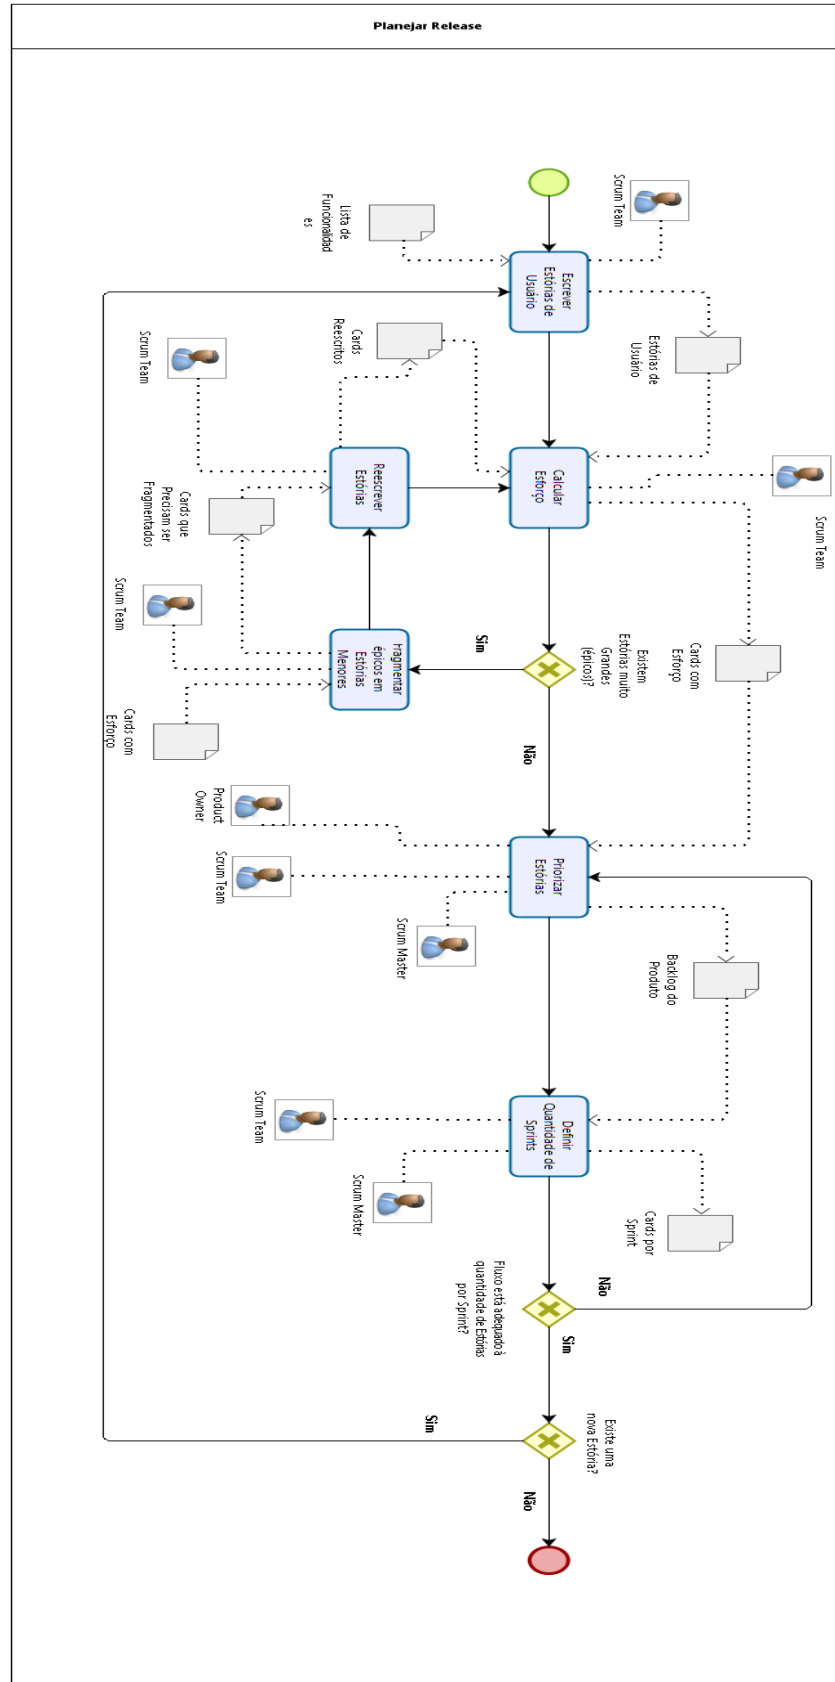 Planejar Release
Scrum Team
Lista de
Funcionalidad
es
Escrever
Estórias de
Usuário
Estórias de
Usuário
Cards
Reescritos
Scrum Team
Scrum Team
Calcular
Esforço
Reescrever
Estórias
Cards que
Precisam ser
Fragmentados
Scrum Team
Fragmentar
épicos em
Estórias
Menores
Sim
Existem
Estórias muito
Grandes
(épicos)?
Cards com
Esforço
Cards com
Esforço
Não
Product
Owner
Scrum Team
Priorizar
Estórias
Scrum Master
Backlog do
Produto
Scrum Team
Definir
Quantidade de
Sprints
Scrum Master
Cards por
Sprint
Fluxo está adequado à
quantidade de Estórias
por Sprint?
Não
Sim
Existe uma
nova Estória?
Sim
Não